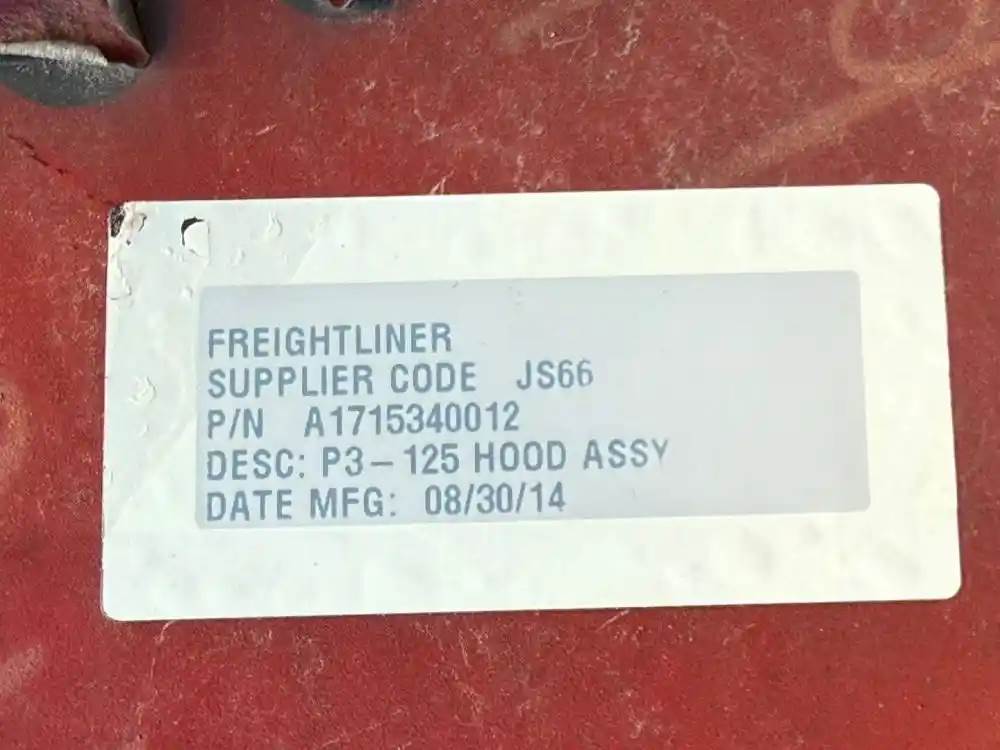 FREIGHTLINER
SUPPLIER CODE JS66
P/N A1715340012
DESC: P3-125 HOOD ASSY
DATE MFG: 08/30/14